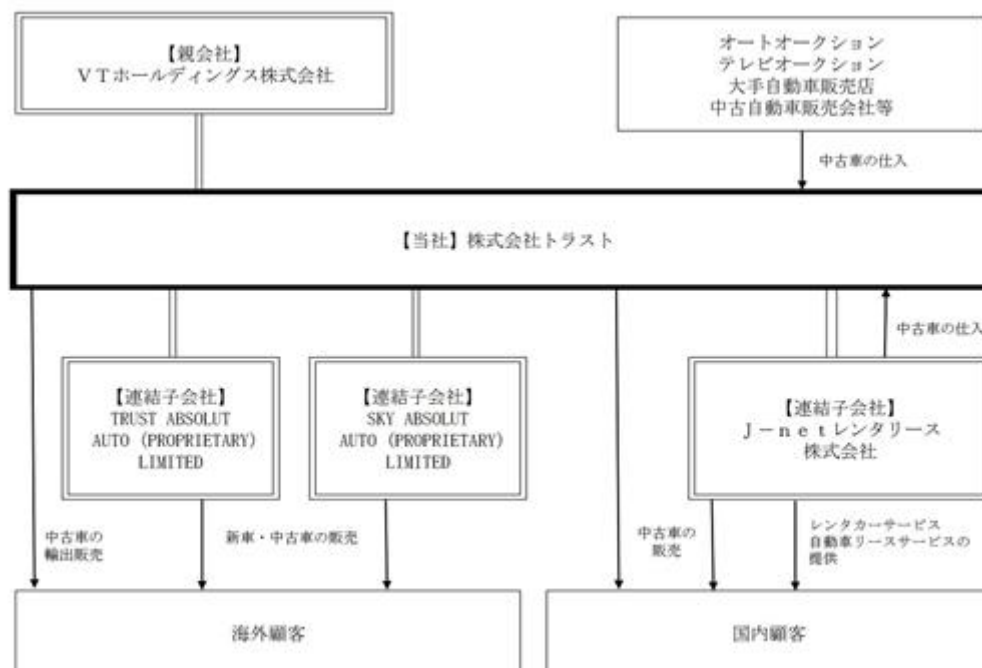 【親会社】
VTホールディングス株式会社
オートオークション
テレビオークション
大手自動車販売店
中古自動車販売会社等
中古車の仕入
【当社】株式会社トラスト
中古車の仕入
【連結子会社】
TRUST ABSOLUT
AUTO (PROPRIETARY)
LIMITED
【連結子会社】
SKY ABSOLUT
AUTO (PROPRIETARY)
LIMITED
【連結子会社】
J-netレンタリース
株式会社
中古車の
輸出販売
新車・中古車の販売
中古車の
販売
レンタカーサービス
自動車リースサービスの
提供
海外顧客
国内顧客